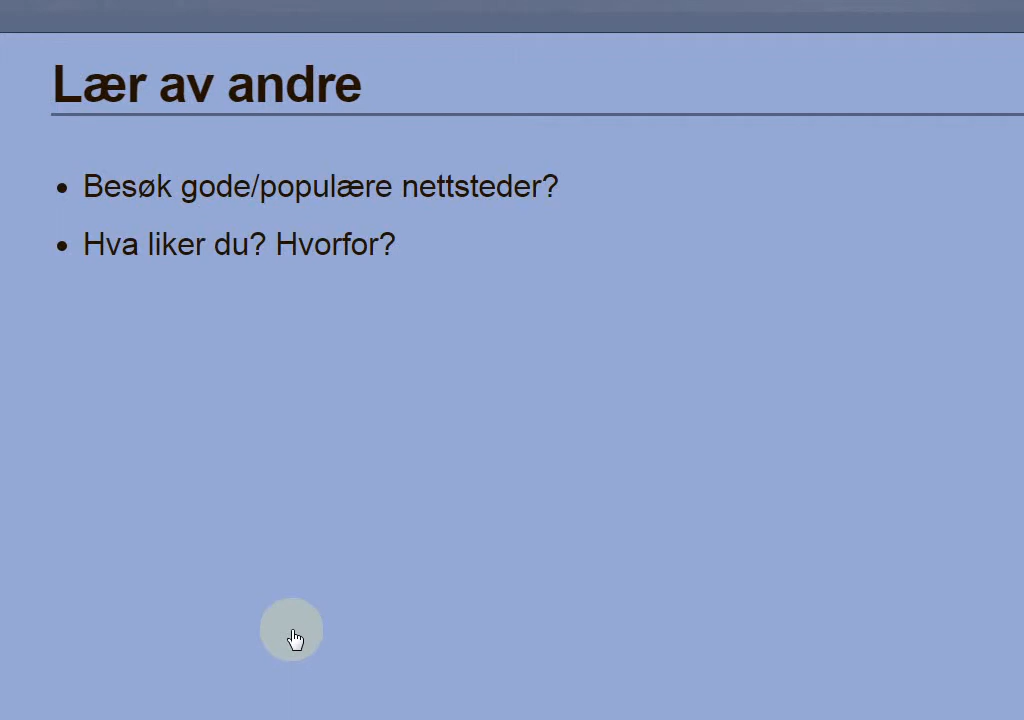 Lær av andre
Besøk gode/populære nettsteder?
Hva liker du? Hvorfor?